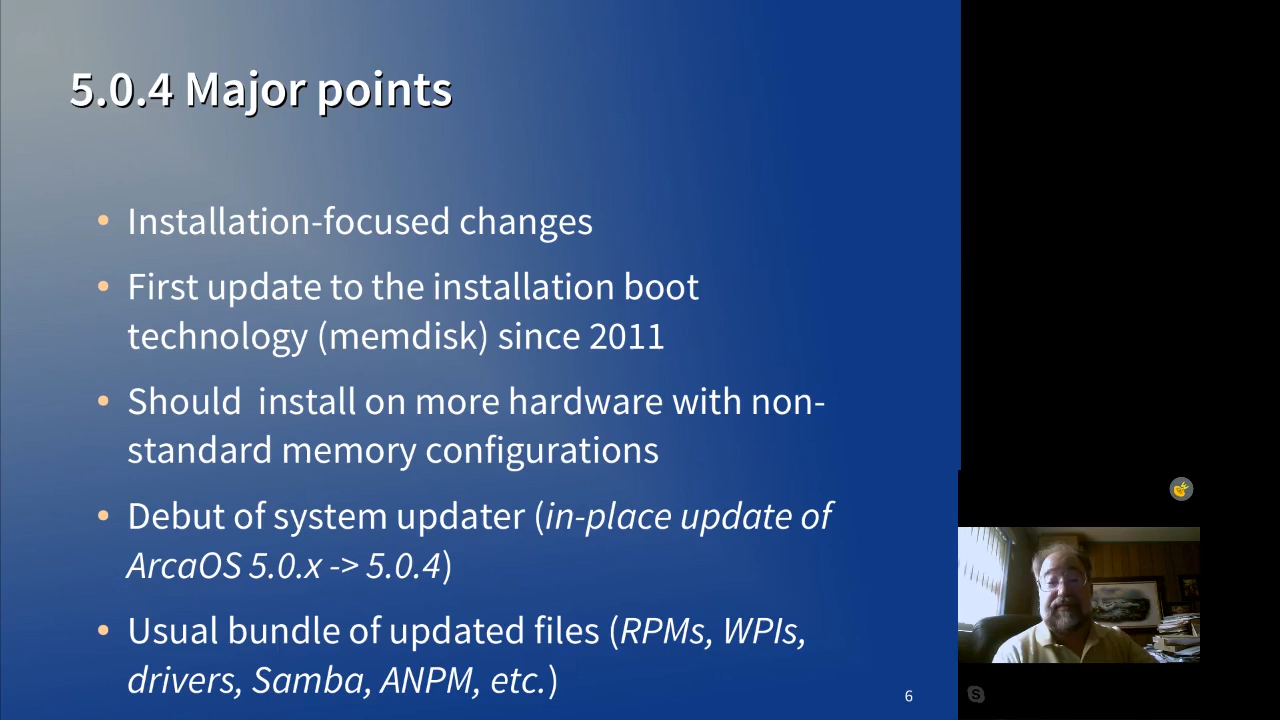 5.0.4 Major points
• Installation-focused changes
• First update to the installation boot
technology (memdisk) since 2011
• Should  install on more hardware with non-
standard memory configurations
• Debut of system updater (in-place update of
ArcaOS 5.0.x -> 5.0.4)
• Usual bundle of updated files (RPMs, WPIs,
drivers, Samba, ANPM, etc.)
6